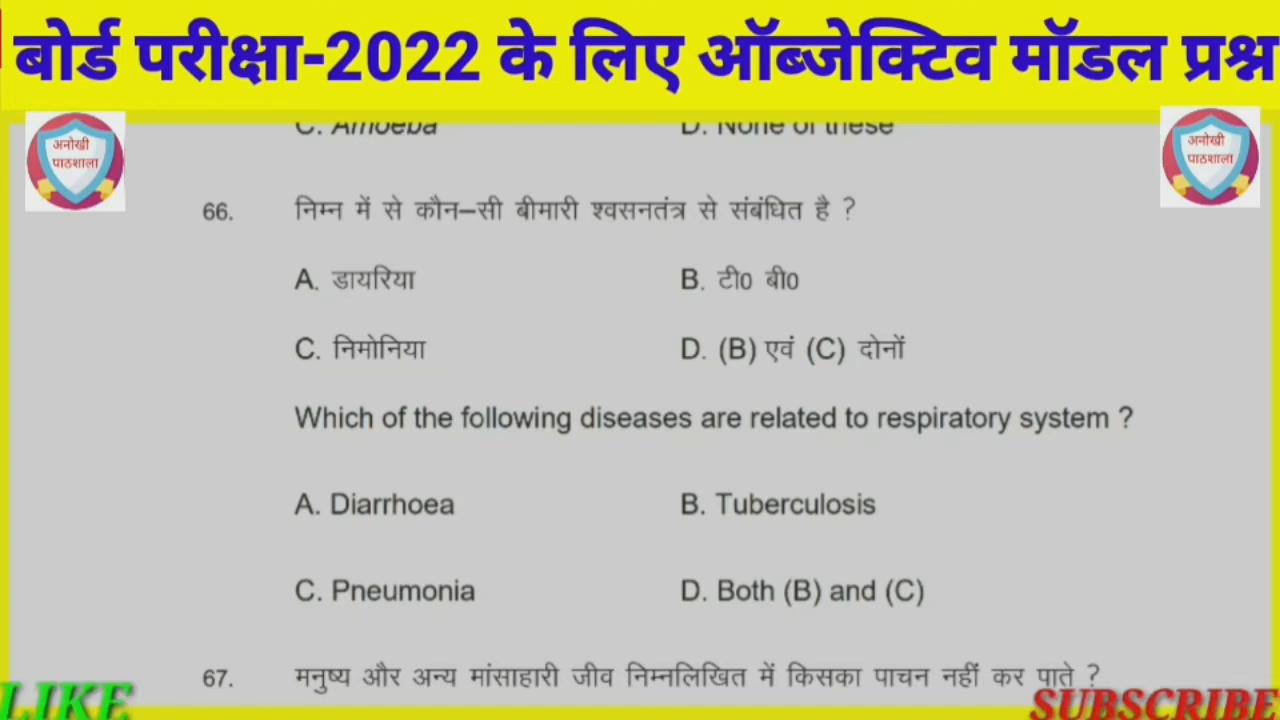 बोर्ड परीक्षा-2022 के लिए ऑब्जेक्टिव मॉडल प्रश्न
अनोखी
पाठशाला
अनोखी
पाठशाला
C. Amoeba D. None of these
66. निम्न में से कौन–सी बीमारी श्वसनतंत्र से संबंधित है ?
A. डायरिया B. टी0 बी0
C. निमोनिया D. (B) एवं (C) दोनों
Which of the following diseases are related to respiratory system ?
A. Diarrhoea B. Tuberculosis
C. Pneumonia D. Both (B) and (C)
67. मनुष्य और अन्य मांसाहारी जीव निम्नलिखित में किसका पाचन नहीं कर पाते ?
LIKE SUBSCRIBE